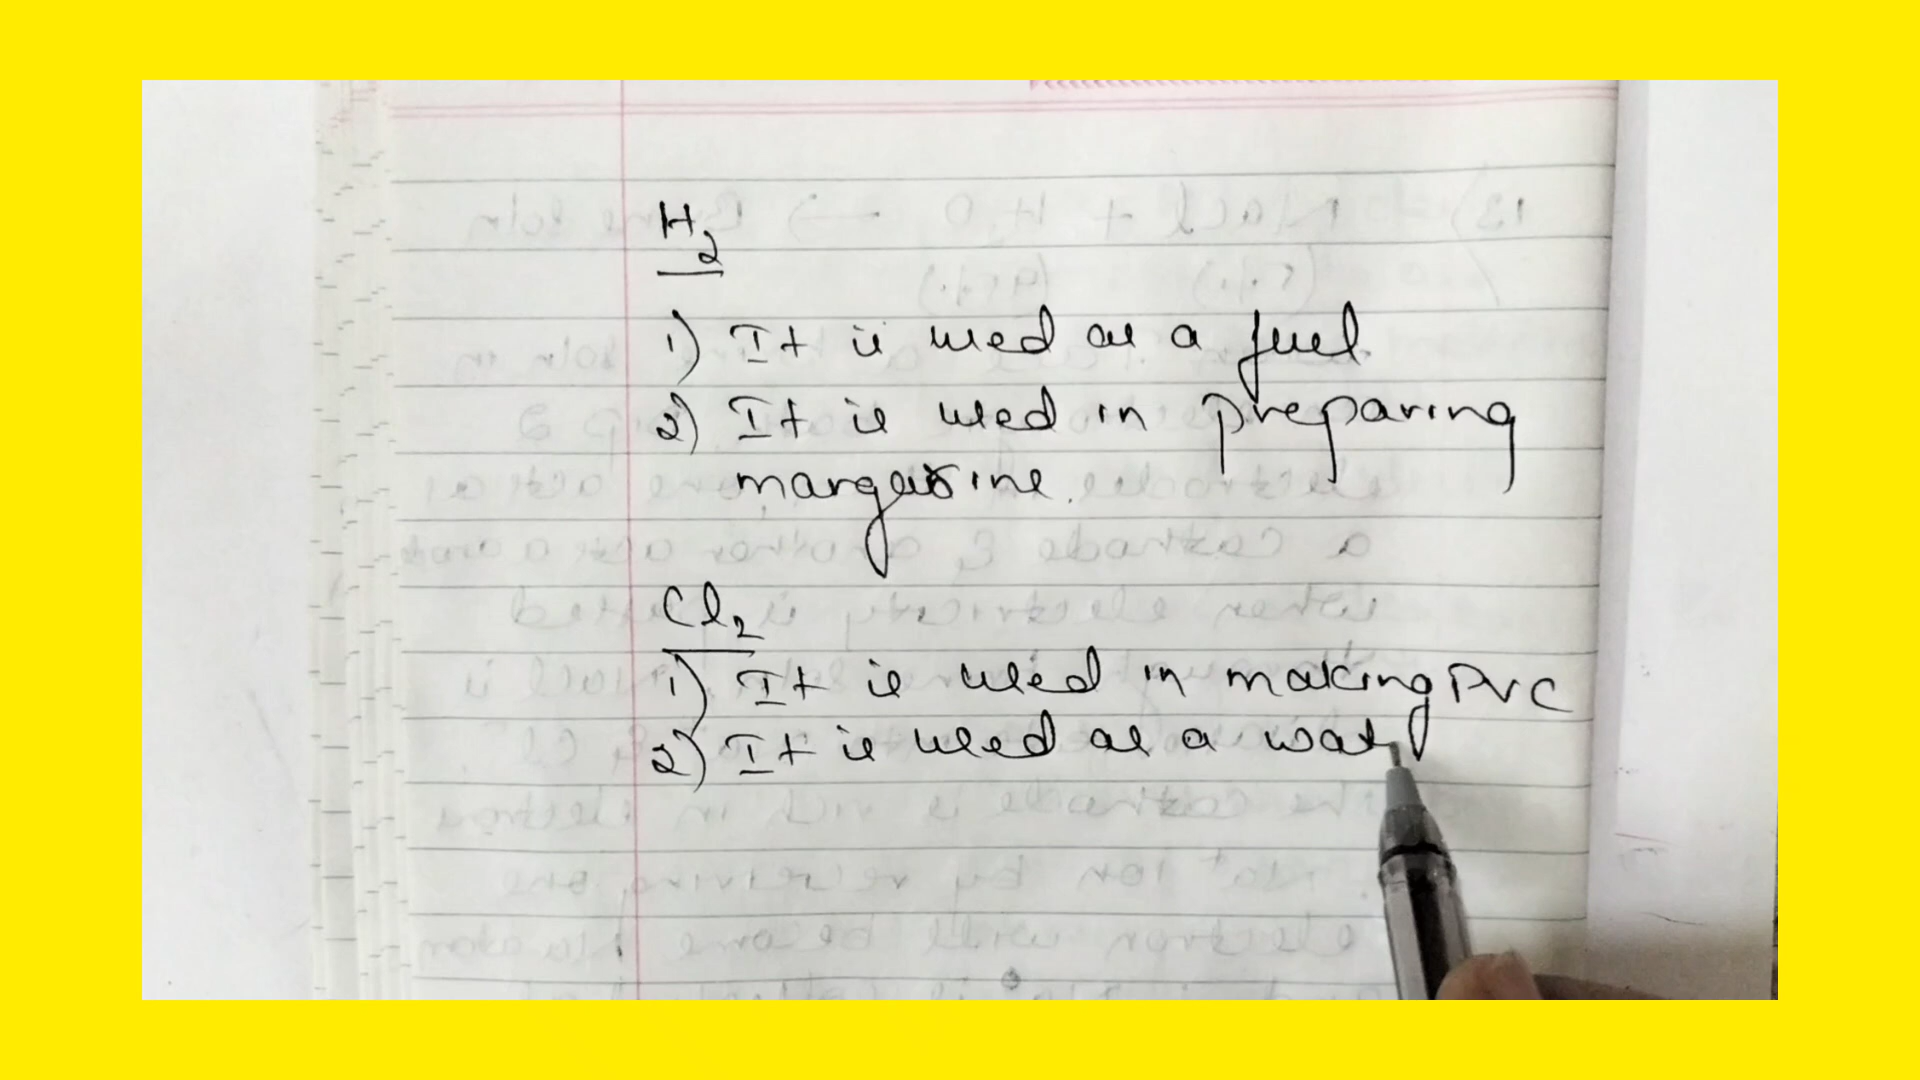 H2
1) It is used as a fuel
2) It is used in preparing
margarine.
Cl2
1) It is used in making PVC
2) It is used as a wat